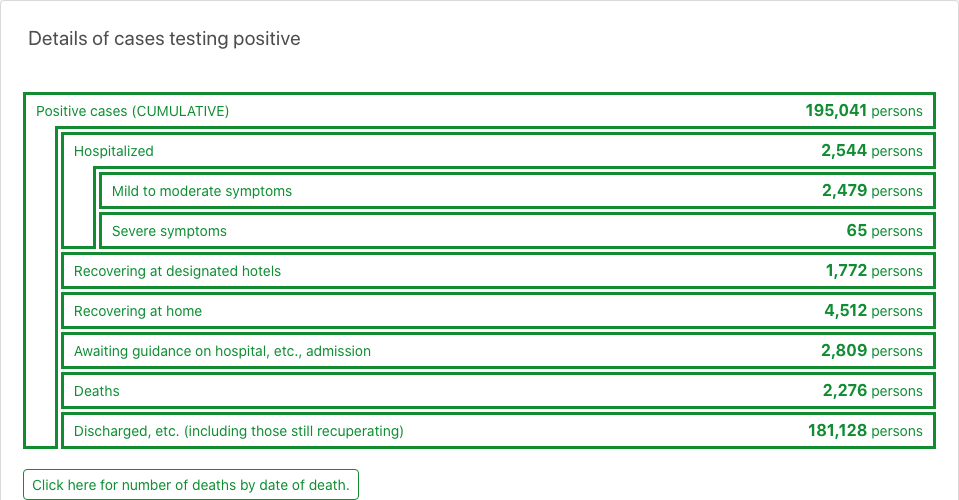 Details of cases testing positive
Positive cases (CUMULATIVE) 195,041 persons
Hospitalized 2,544 persons
Mild to moderate symptoms 2,479 persons
Severe symptoms 65 persons
Recovering at designated hotels 1,772 persons
Recovering at home 4,512 persons
Awaiting guidance on hospital, etc., admission 2,809 persons
Deaths 2,276 persons
Discharged, etc. (including those still recuperating) 181,128 persons
Click here for number of deaths by date of death.